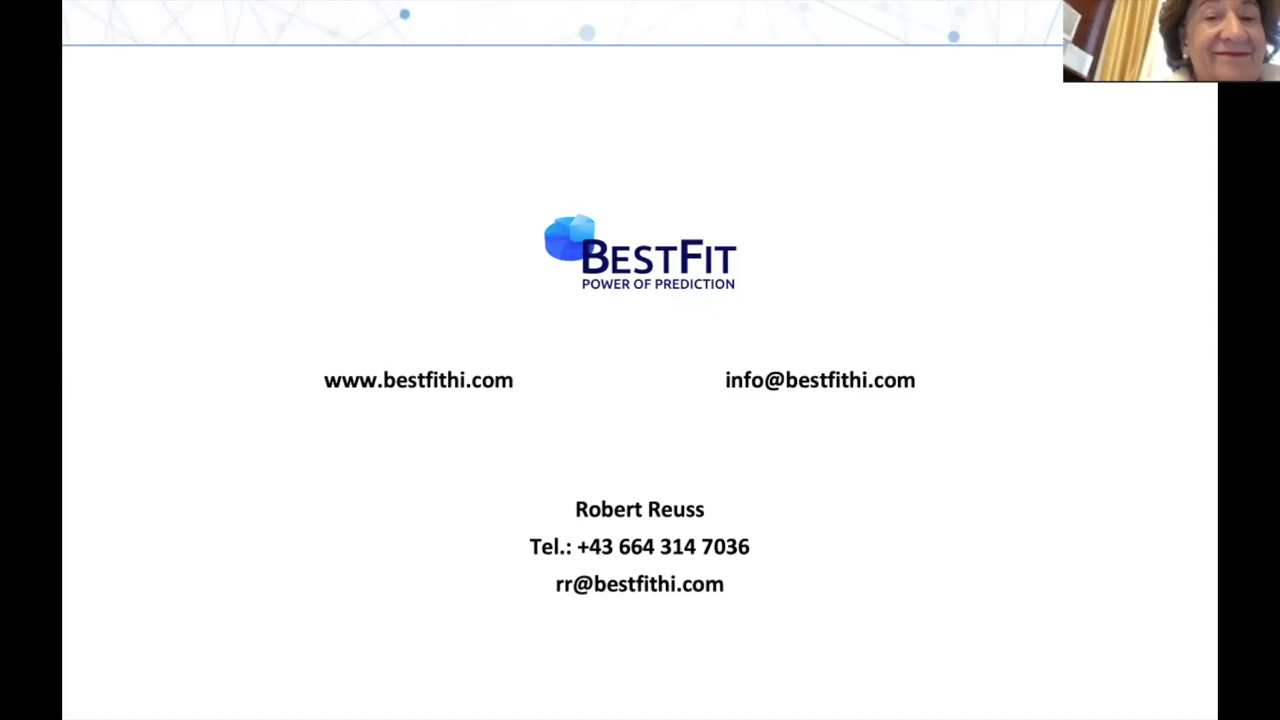 BESTFIT
POWER OF PREDICTION
www.bestfithi.com
info@bestfithi.com
Robert Reuss
Tel.: +43 664 314 7036
rr@bestfithi.com